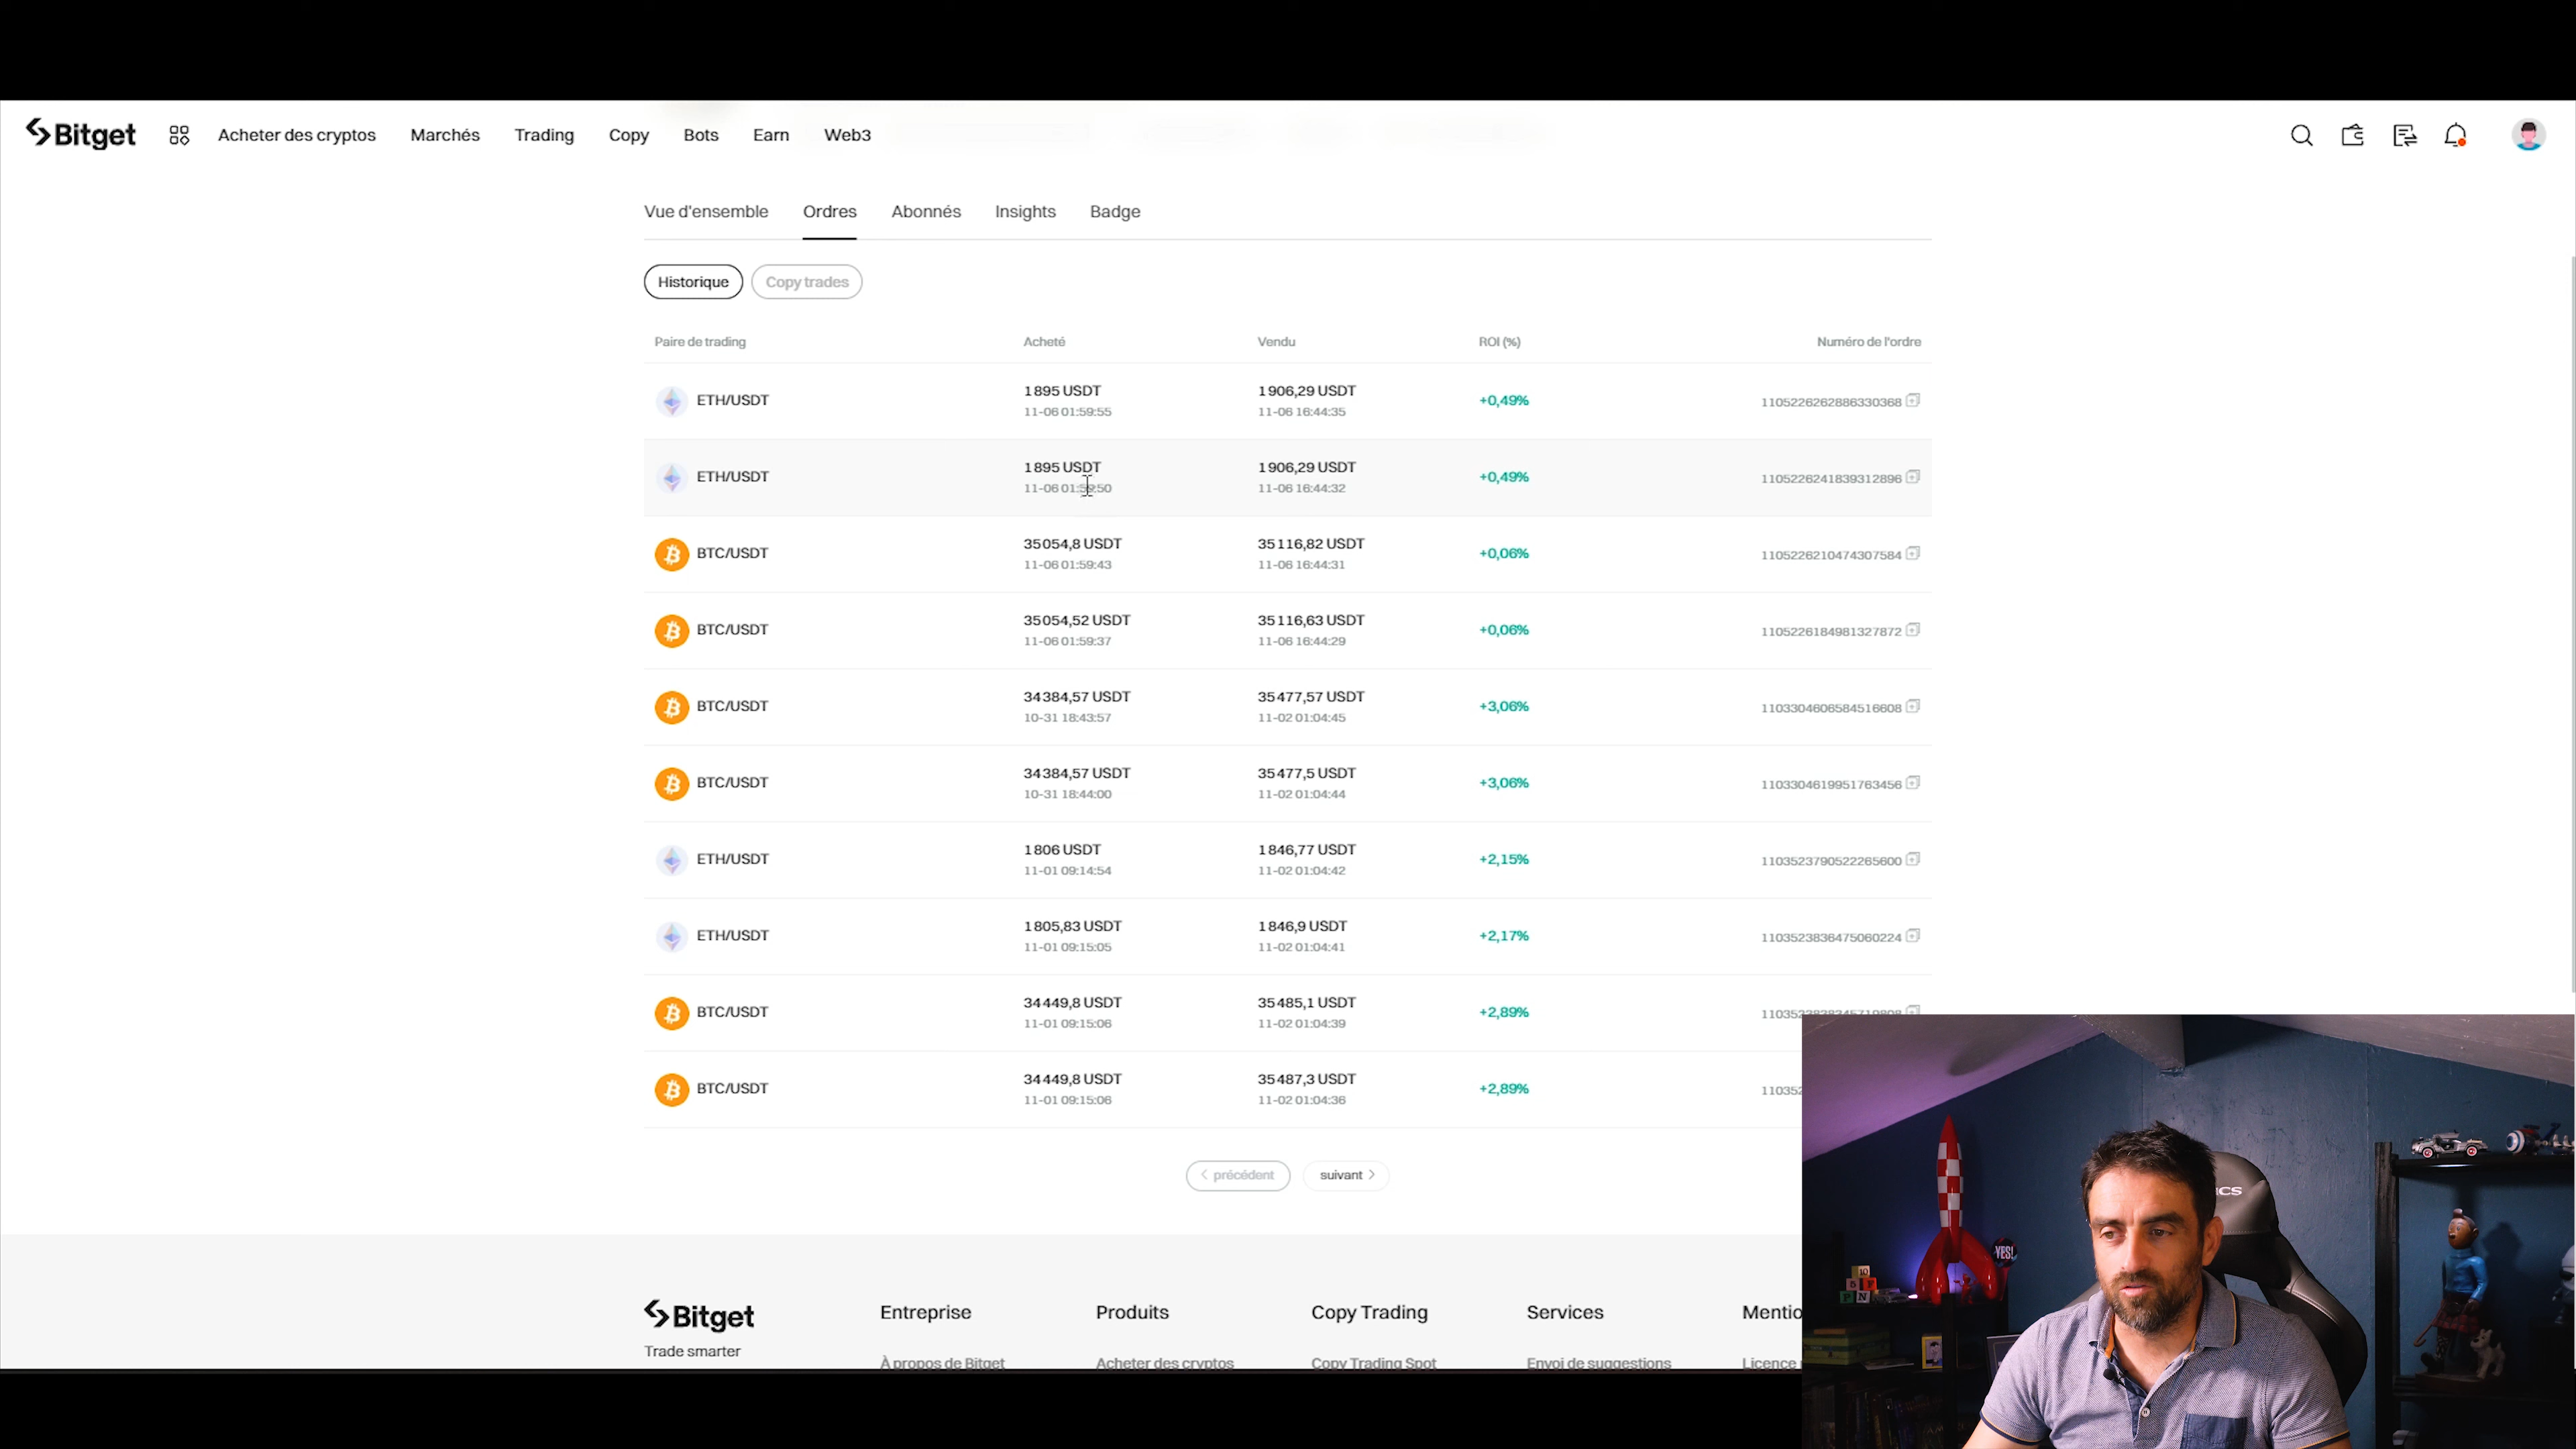 Bitget Acheter des cryptos Marchés Trading Copy Bots Earn Web3
Vue d'ensemble Ordres Abonnés Insights Badge
Historique Copy trades
Paire de trading Acheté Vendu ROI (%) Numéro de l'ordre
ETH/USDT 1 895 USDT 1 906,29 USDT +0,49% 1105226262886330368
11-06 01:59:55 11-06 16:44:35
ETH/USDT 1 895 USDT 1 906,29 USDT +0,49% 1105226241839312896
11-06 01:59:50 11-06 16:44:32
BTC/USDT 35 054,8 USDT 35 116,82 USDT +0,06% 1105226210474307584
11-06 01:59:43 11-06 16:44:31
BTC/USDT 35 054,52 USDT 35 116,63 USDT +0,06% 1105226184981327872
11-06 01:59:37 11-06 16:44:29
BTC/USDT 34 384,57 USDT 35 477,57 USDT +3,06% 1103304606584516608
10-31 18:43:57 11-02 01:04:45
BTC/USDT 34 384,57 USDT 35 477,5 USDT +3,06% 1103304619951763456
10-31 18:44:00 11-02 01:04:44
ETH/USDT 1 806 USDT 1 846,77 USDT +2,15% 1103523790522265600
11-01 09:14:54 11-02 01:04:42
ETH/USDT 1 805,83 USDT 1 846,9 USDT +2,17% 1103523836475060224
11-01 09:15:05 11-02 01:04:41
BTC/USDT 34 449,8 USDT 35 485,1 USDT +2,89%
11-01 09:15:06 11-02 01:04:39
BTC/USDT 34 449,8 USDT 35 487,3 USDT +2,89% 110352
11-01 09:15:06 11-02 01:04:36
précédent suivant
Bitget Entreprise Produits Copy Trading Services Mentio
Trade smarter
À propos de Bitget Acheter des cryptos Copy Trading Spot Envoi de suggestions Licence
YES!